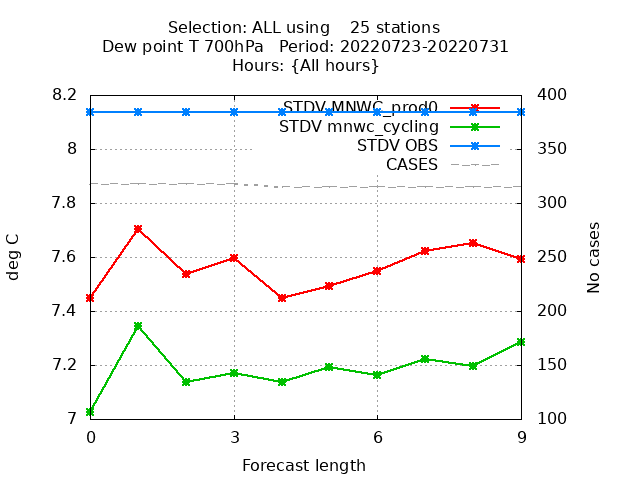 Selection: ALL using    25 stations
Dew point T 700hPa   Period: 20220723-20220731
Hours: {All hours}
8.2
8
7.8
7.6
7.4
7.2
7
400
350
300
250
200
150
100
deg C
No cases
STDV MNWC_prod0
STDV mnwc_cycling
STDV OBS
CASES
0
3
6
9
Forecast length